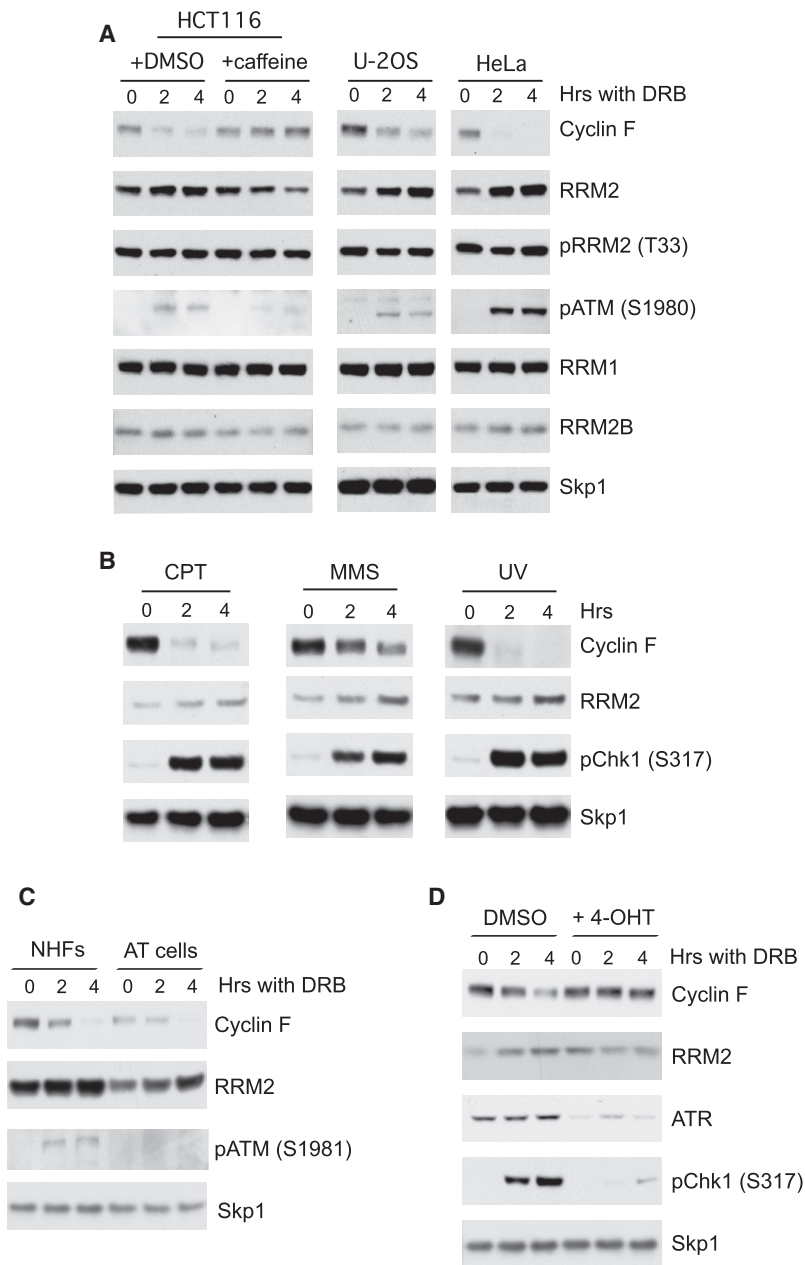 A
HCT116
+DMSO +caffeine U-2OS HeLa
0 2 4 0 2 4 0 2 4 0 2 4 Hrs with DRB
Cyclin F
RRM2
pRRM2 (T33)
pATM (S1980)
RRM1
RRM2B
Skp1
B
CPT MMS UV
0 2 4 0 2 4 0 2 4 Hrs
Cyclin F
RRM2
pChk1 (S317)
Skp1
C
NHFs AT cells
0 2 4 0 2 4 Hrs with DRB
Cyclin F
RRM2
pATM (S1981)
Skp1
D
DMSO + 4-OHT
0 2 4 0 2 4 Hrs with DRB
Cyclin F
RRM2
ATR
pChk1 (S317)
Skp1